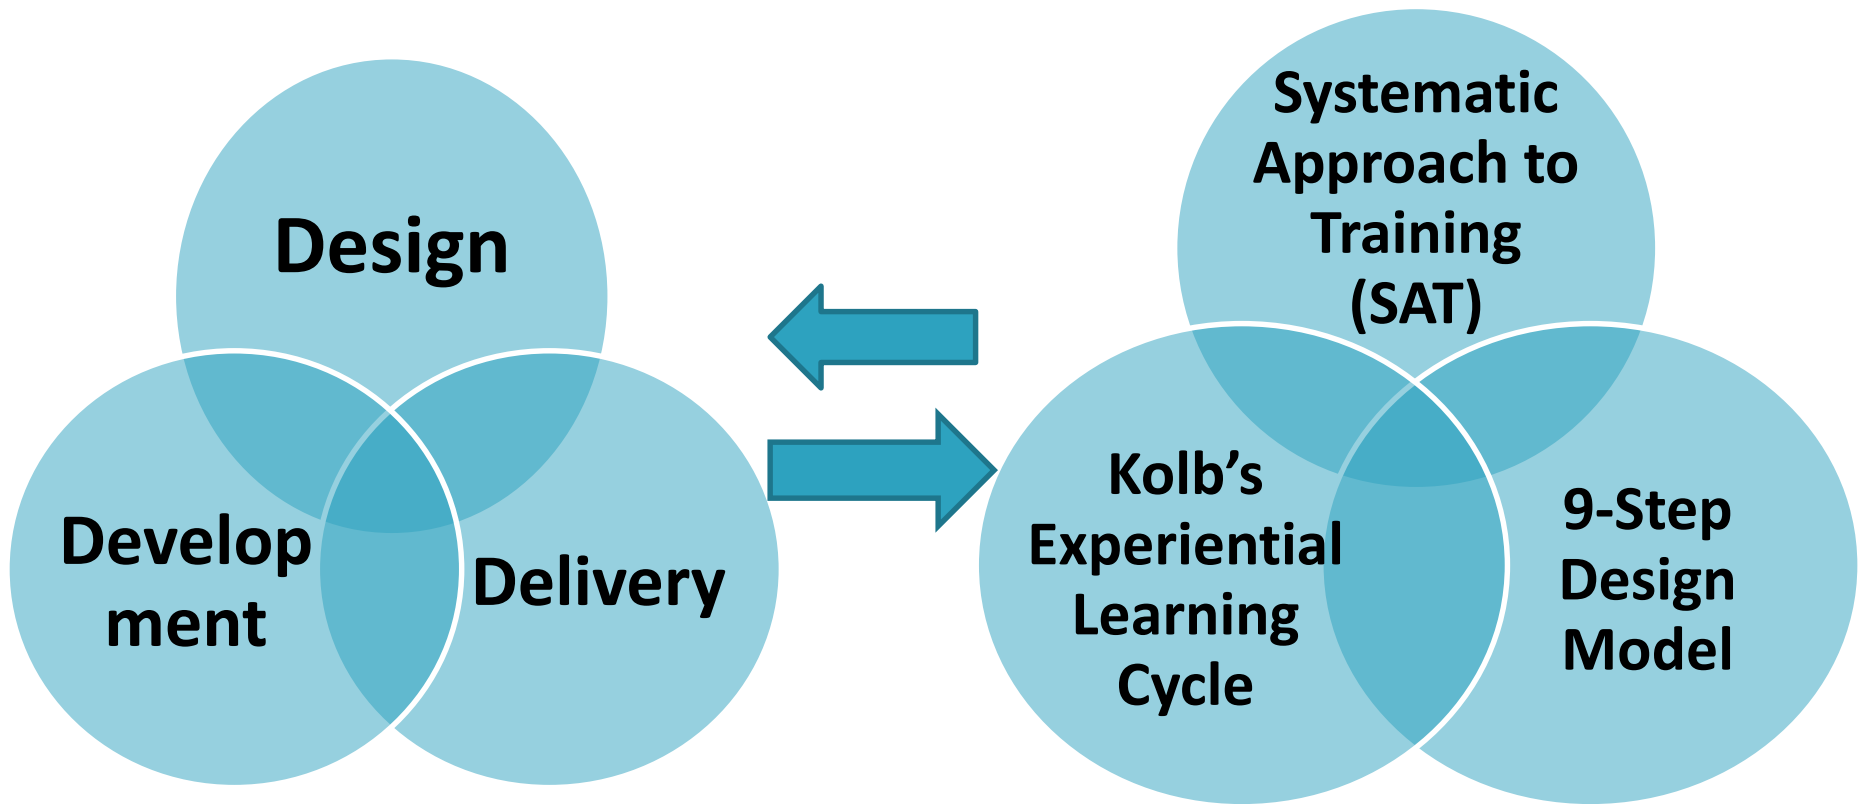 Design
Develop
ment
Delivery
Systematic
Approach to
Training
(SAT)
Kolb’s
Experiential
Learning
Cycle
9-Step
Design
Model